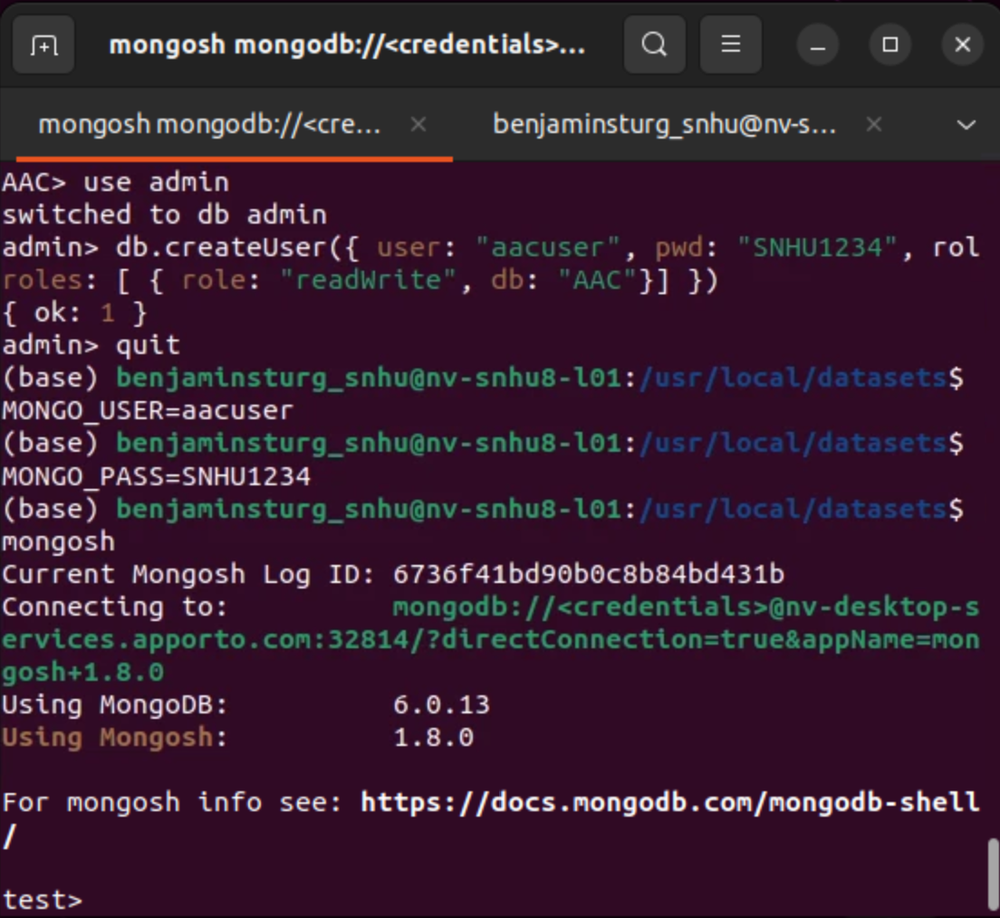 mongosh mongodb://<credentials>...
mongosh mongodb://<cre...
benjaminsturg_snhu@nv-s...
AAC> use admin
switched to db admin
admin> db.createUser({ user: "aacuser", pwd: "SNHU1234", rol
roles: [ { role: "readWrite", db: "AAC"}] })
{ ok: 1 }
admin> quit
(base) benjaminsturg_snhu@nv-snhu8-l01:/usr/local/datasets$
MONGO_USER=aacuser
(base) benjaminsturg_snhu@nv-snhu8-l01:/usr/local/datasets$
MONGO_PASS=SNHU1234
(base) benjaminsturg_snhu@nv-snhu8-l01:/usr/local/datasets$
mongosh
Current Mongosh Log ID: 6736f41bd90b0c8b84bd431b
Connecting to: mongodb://<credentials>@nv-desktop-s
ervices.apporto.com:32814/?directConnection=true&appName=mon
gosh+1.8.0
Using MongoDB: 6.0.13
Using Mongosh: 1.8.0
For mongosh info see: https://docs.mongodb.com/mongodb-shell
/
test>